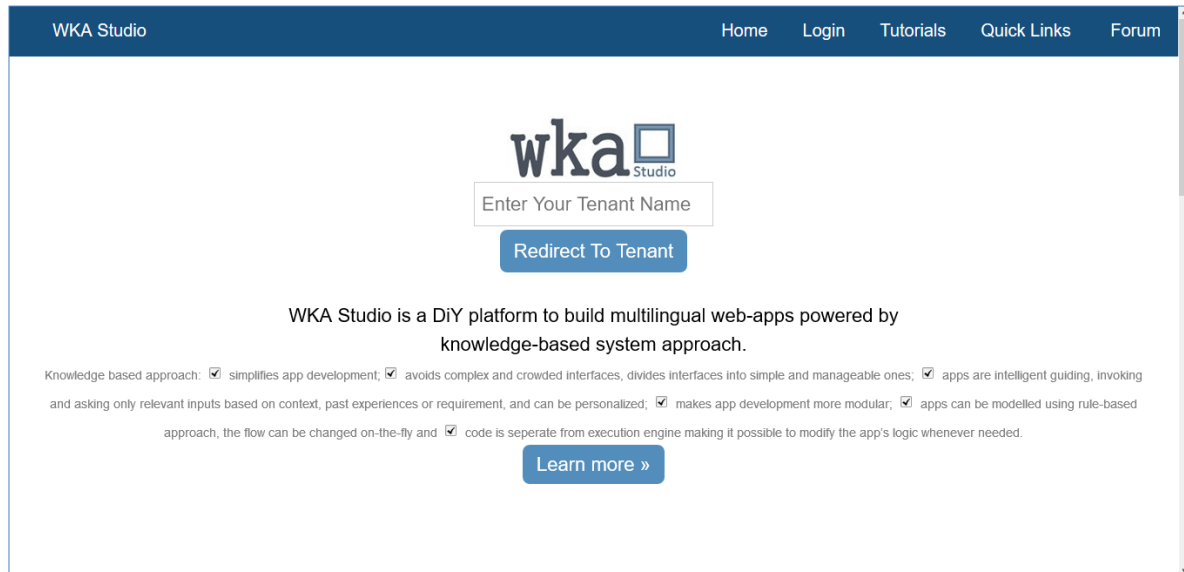 WKA Studio Home Login Tutorials Quick Links Forum
wka Studio
Enter Your Tenant Name
Redirect To Tenant
WKA Studio is a DiY platform to build multilingual web-apps powered by
knowledge-based system approach.
Knowledge based approach: ☑ simplifies app development; ☑ avoids complex and crowded interfaces, divides interfaces into simple and manageable ones; ☑ apps are intelligent guiding, invoking
and asking only relevant inputs based on context, past experiences or requirement, and can be personalized; ☑ makes app development more modular; ☑ apps can be modelled using rule-based
approach, the flow can be changed on-the-fly and ☑ code is seperate from execution engine making it possible to modify the app's logic whenever needed.
Learn more »